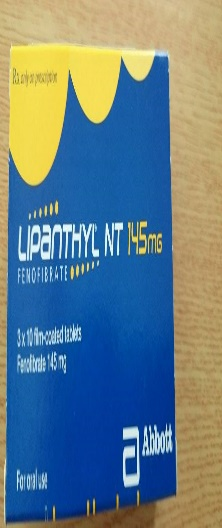 Rx. only on prescription
LIPANTHYL NT 145mG
FENOFIBRATE
3 x 10 film-coated tablets
Fenofibrate 145 mg
Abbott
For oral use